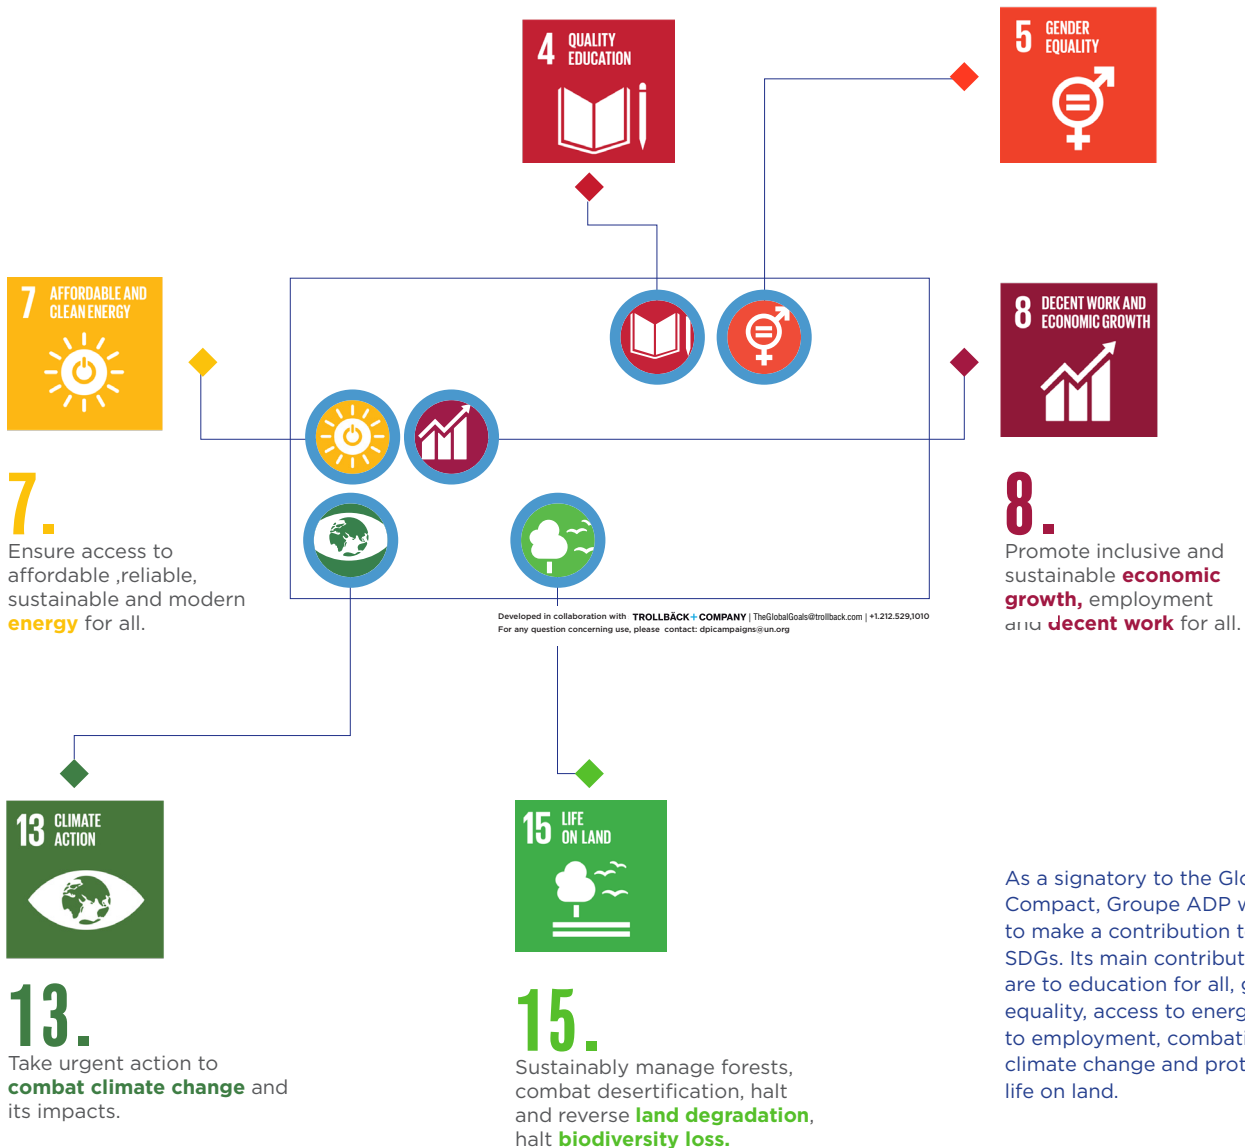 4 QUALITY
EDUCATION
5 GENDER
EQUALITY
7 AFFORDABLE AND
CLEAN ENERGY
8 DECENT WORK AND
ECONOMIC GROWTH
7.
Ensure access to
affordable ,reliable,
sustainable and modern
energy for all.
8.
Promote inclusive and
sustainable economic
growth, employment
and decent work for all.
Developed in collaboration with TROLLBÄCK+COMPANY | TheGlobalGoals@trollback.com | +1.212.529,1010
For any question concerning use, please contact: dpicampaigns@un.org
13 CLIMATE
ACTION
15 LIFE
ON LAND
13.
Take urgent action to
combat climate change and
its impacts.
15.
Sustainably manage forests,
combat desertification, halt
and reverse land degradation,
halt biodiversity loss.
As a signatory to the
Compact, Groupe ADP
to make a contribution
SDGs. Its main
are to education for all,
equality, access to
to employment,
climate change and
life on land.